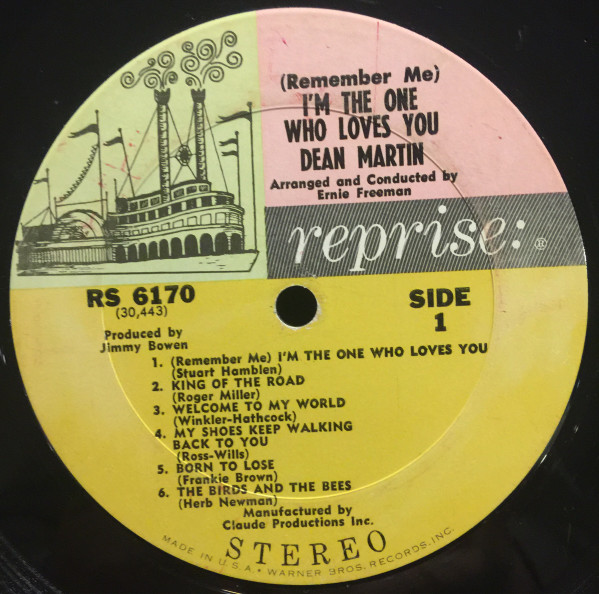 (Remember Me)
I'M THE ONE
WHO LOVES YOU
DEAN MARTIN
Arranged and Conducted by
Ernie Freeman
reprise: ®
RS 6170
(30,443)
SIDE
1
Produced by
Jimmy Bowen
1. (Remember Me) I'M THE ONE WHO LOVES YOU
(Stuart Hamblen)
2. KING OF THE ROAD
(Roger Miller)
3. WELCOME TO MY WORLD
(Winkler-Hathcock)
4. MY SHOES KEEP WALKING
BACK TO YOU
(Ross-Wills)
5. BORN TO LOSE
(Frankie Brown)
6. THE BIRDS AND THE BEES
(Herb Newman)
Manufactured by
Claude Productions Inc.
STEREO
MADE IN U.S.A. • WARNER BROS. RECORDS, INC.